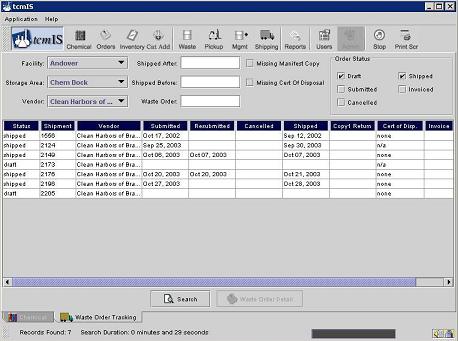 tcmIS
Application Help
tcmIS Chemical Orders Inventory Cat Add Waste Pickup Mgmt Shipping Reports Users Admin Stop Print Scr
Facility: Andover Shipped After: Missing Manifest Copy Order Status
Draft Shipped
Storage Area: Chem Dock Shipped Before: Missing Cert Of Disposal Submitted Invoiced
Vendor: Clean Harbors of Waste Order: Cancelled
Status Shipment Vendor Submitted Resubmitted Cancelled Shipped Copy1 Return Cert of Disp. Invoice
shipped 1556 Clean Harbors of Bra... Oct 17, 2002 Sep 12, 2002 none
shipped 2124 Clean Harbors of Bra... Sep 25, 2003 Sep 30, 2003 n/a
shipped 2149 Clean Harbors of Bra... Oct 06, 2003 Oct 07, 2003 Oct 07, 2003 none
draft 2173 Clean Harbors of Bra... n/a
shipped 2176 Clean Harbors of Bra... Oct 20, 2003 Oct 20, 2003 Oct 21, 2003 none
shipped 2196 Clean Harbors of Bra... Oct 27, 2003 Oct 28, 2003 none
draft 2205 Clean Harbors of Bra... none
Search Waste Order Detail
Chemical Waste Order Tracking
Records Found: 7 Search Duration: 0 minutes and 29 seconds